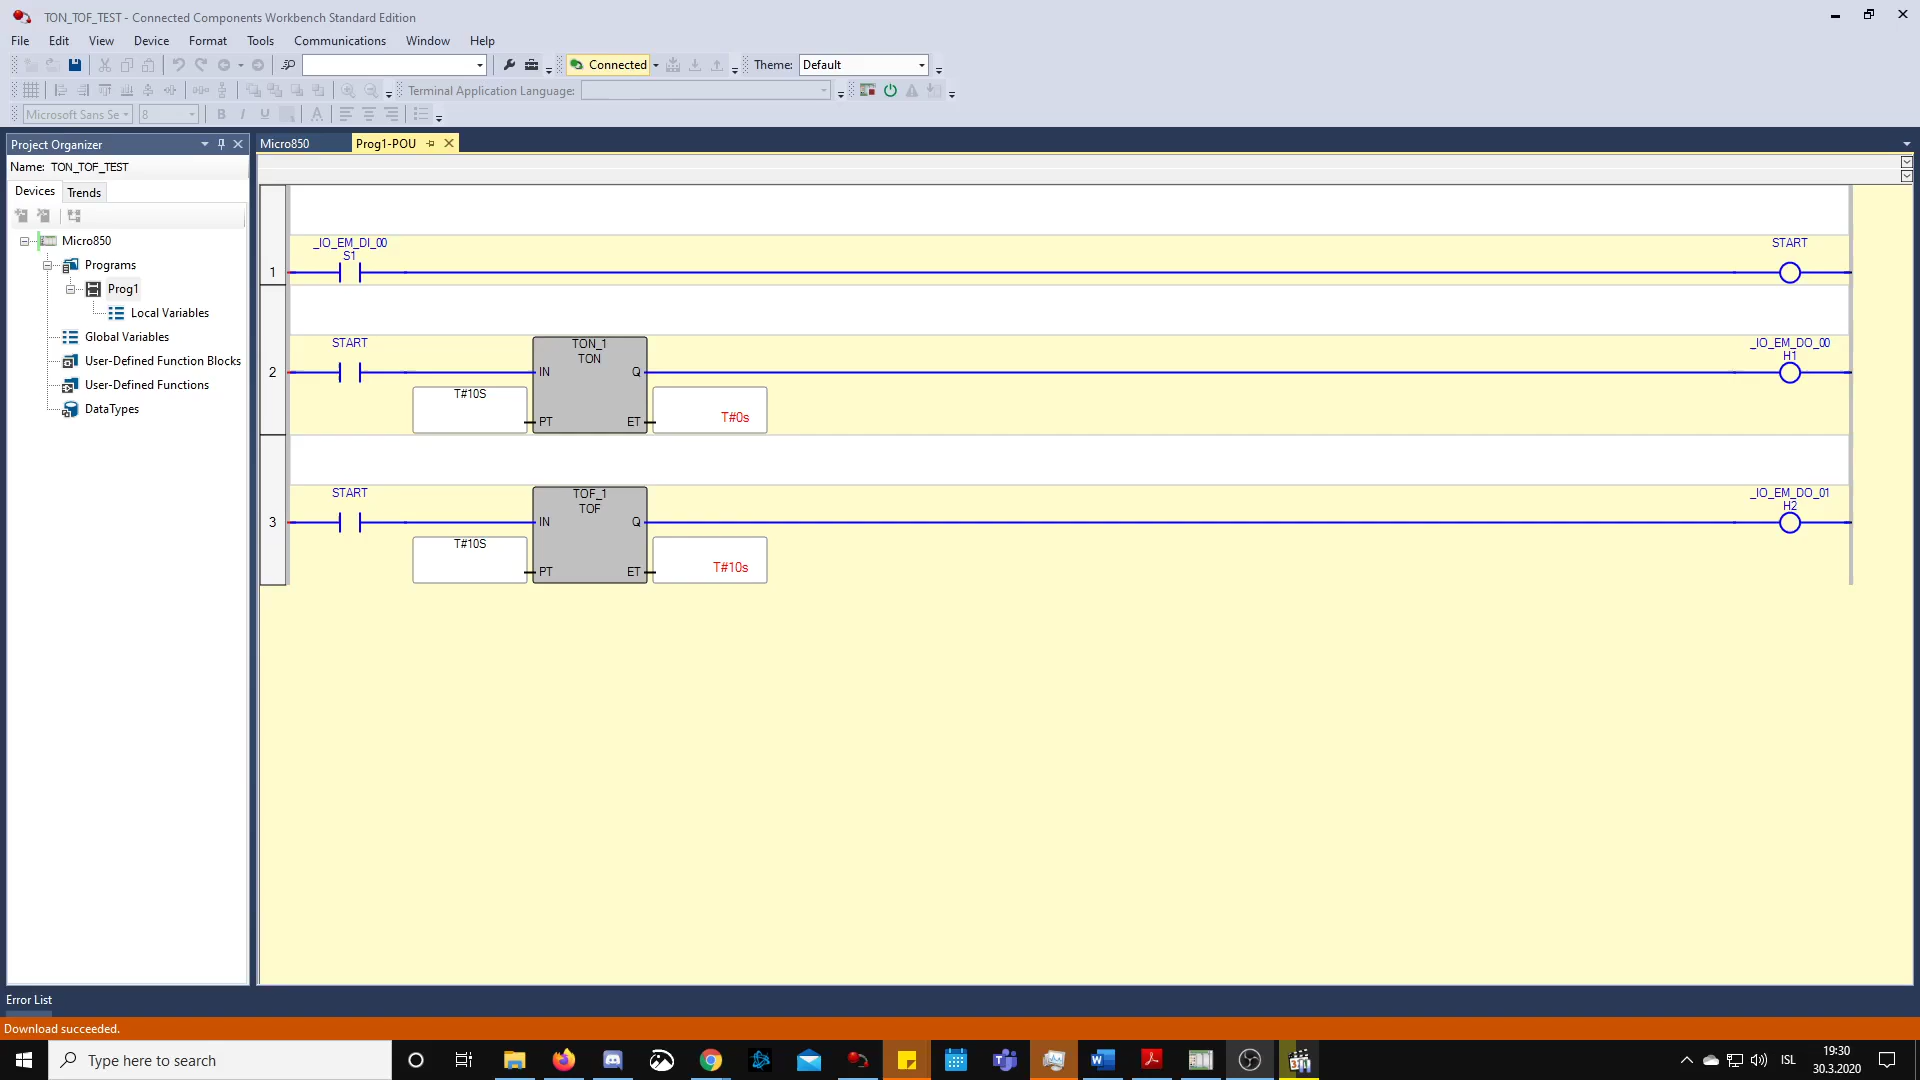 TON_TOF_TEST - Connected Components Workbench Standard Edition
File Edit View Device Format Tools Communications Window Help
Connected Theme: Default
Terminal Application Language:
Microsoft Sans Se 8 B I U A
Project Organizer
Name: TON_TOF_TEST
Devices Trends
Micro850
Programs
Prog1
Local Variables
Global Variables
User-Defined Function Blocks
User-Defined Functions
DataTypes
Micro850 Prog1-POU
_IO_EM_DI_00 START
S1
1
START TON_1 _IO_EM_DO_00
TON H1
2 IN Q
T#10S T#0s
PT ET
START TOF_1 _IO_EM_DO_01
TOF H2
3 IN Q
T#10S T#10s
PT ET
Error List
Download succeeded.
Type here to search
ISL
19:30
30.3.2020